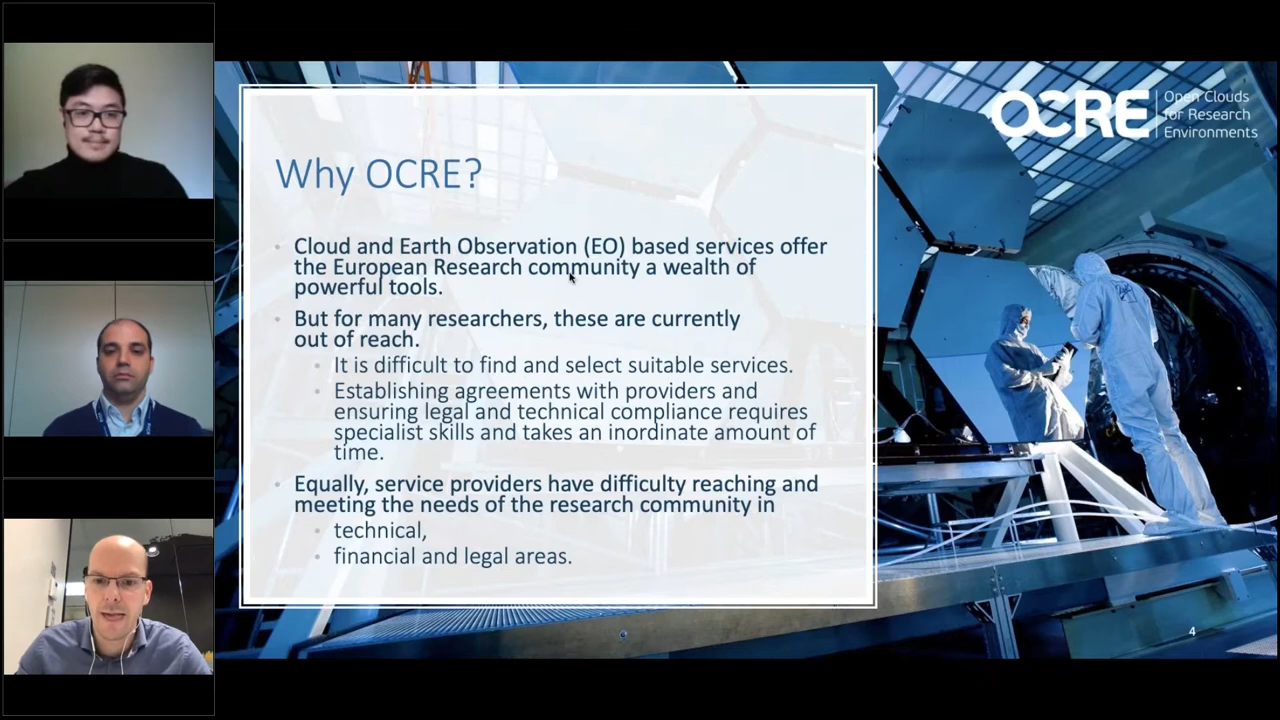 OCRE
Open Clouds
for Research
Environments
Why OCRE?
Cloud and Earth Observation (EO) based services offer
the European Research community a wealth of
powerful tools.
But for many researchers, these are currently
out of reach.
It is difficult to find and select suitable services.
Establishing agreements with providers and
ensuring legal and technical compliance requires
specialist skills and takes an inordinate amount of
time.
Equally, service providers have difficulty reaching and
meeting the needs of the research community in
technical,
financial and legal areas.
4